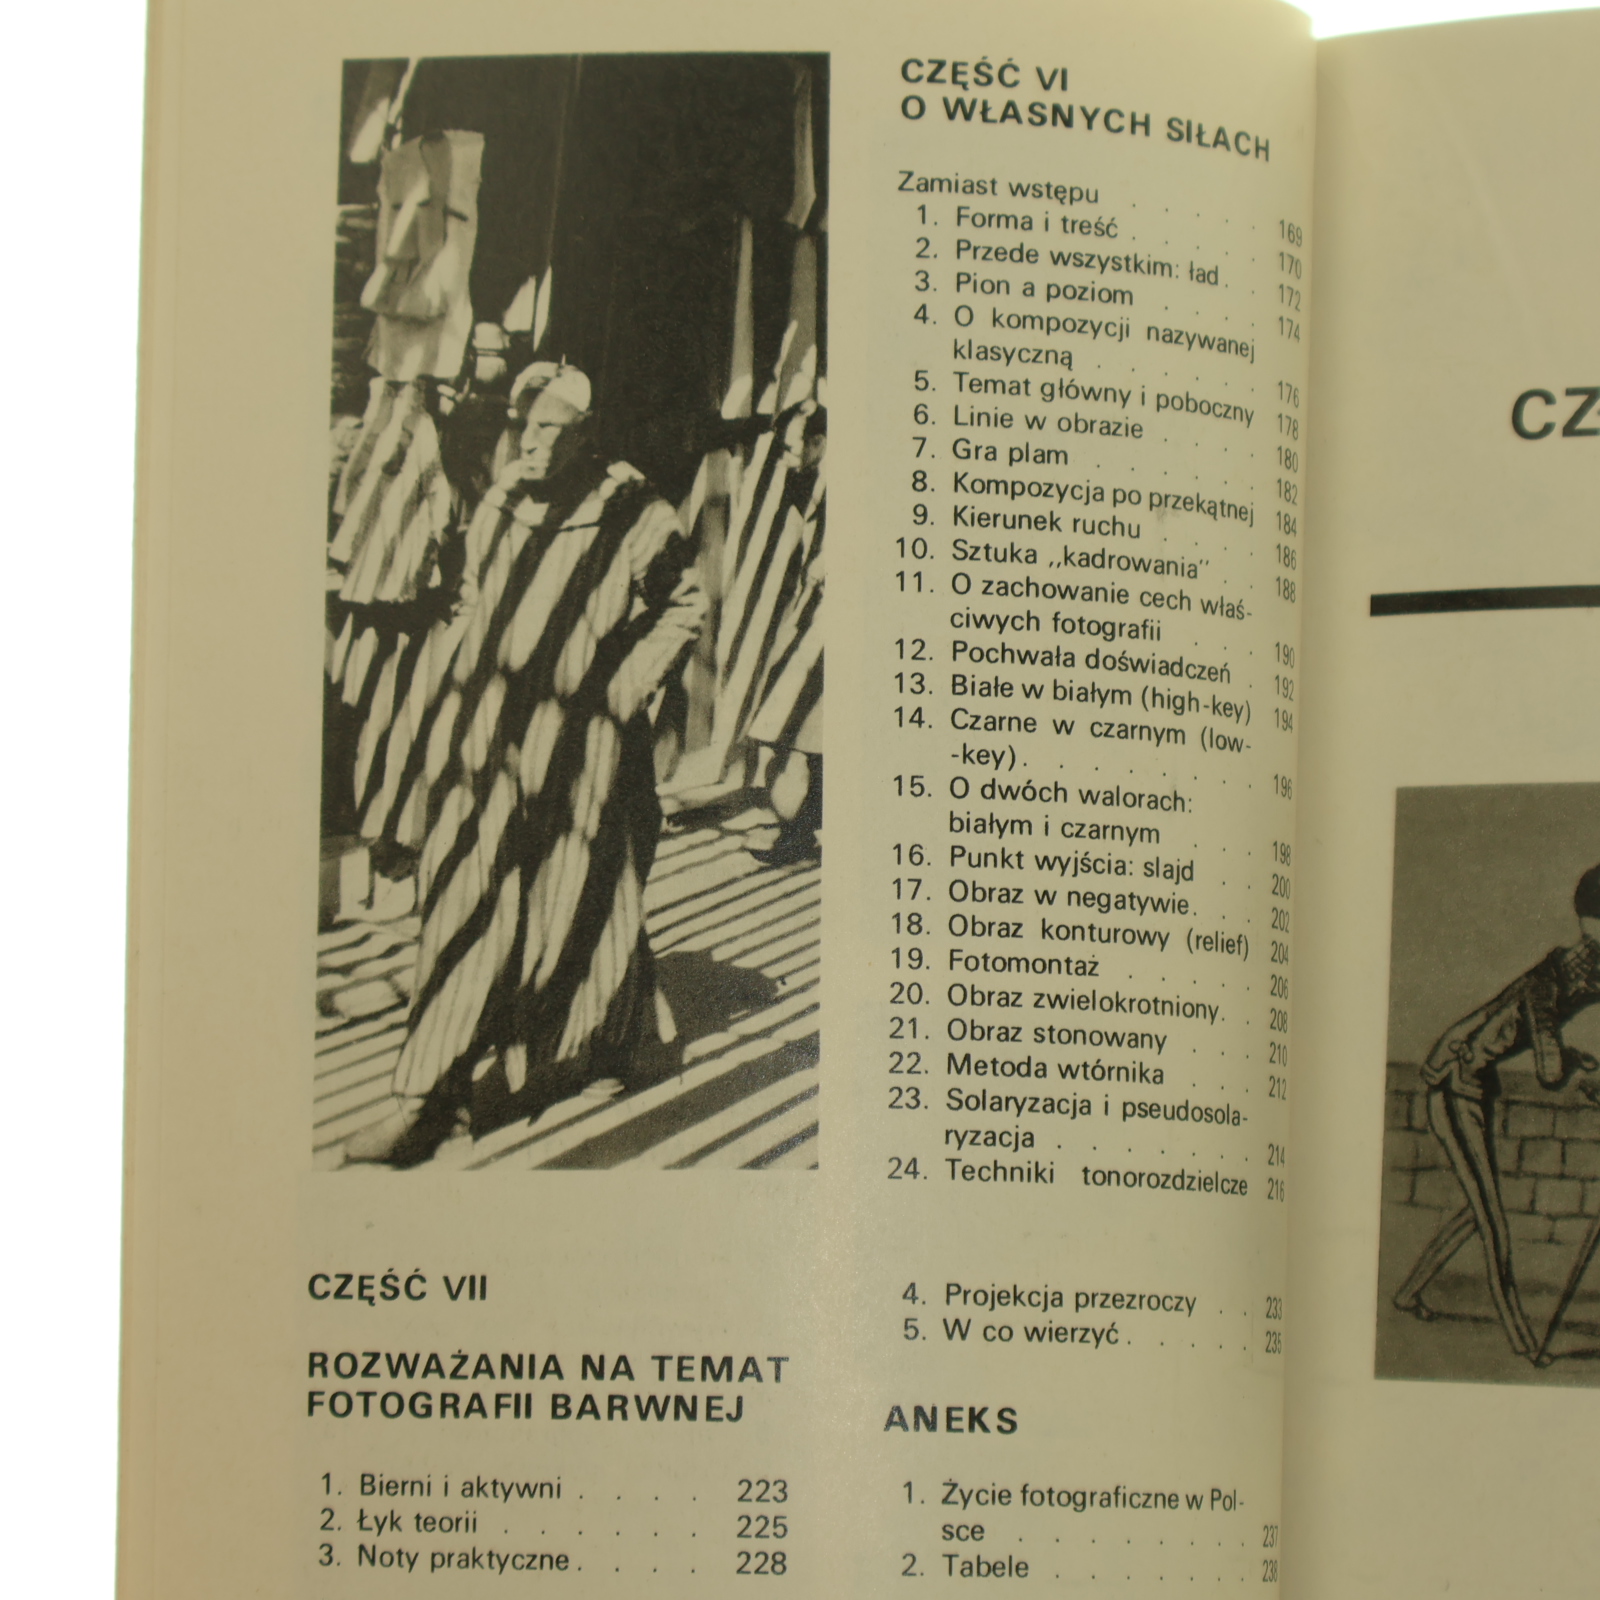 CZĘŚĆ VI
O WŁASNYCH SIŁACH
Zamiast wstępu . . . . . 169
1. Forma i treść . . . . . 170
2. Przede wszystkim: ład . . 172
3. Pion a poziom . . . . 174
4. O kompozycji nazywanej
klasyczną . . . . . . 176
5. Temat główny i poboczny 178
6. Linie w obrazie . . . . 180
7. Gra plam . . . . . . 182
8. Kompozycja po przekątnej 184
9. Kierunek ruchu . . . . 186
10. Sztuka ,,kadrowania" . . 188
11. O zachowanie cech właś-
ciwych fotografii . . . 190
12. Pochwała doświadczeń . 192
13. Białe w białym (high-key) 194
14. Czarne w czarnym (low-
-key) . . . . . . . . 196
15. O dwóch walorach:
białym i czarnym . . . 198
16. Punkt wyjścia: slajd . . 200
17. Obraz w negatywie. . . 202
18. Obraz konturowy (relief) 204
19. Fotomontaż . . . . . 206
20. Obraz zwielokrotniony. . 208
21. Obraz stonowany . . . 210
22. Metoda wtórnika . . . 212
23. Solaryzacja i pseudosola-
ryzacja . . . . . . . 214
24. Techniki tonorozdzielcze 216
CZĘŚĆ VII
ROZWAŻANIA NA TEMAT
FOTOGRAFII BARWNEJ
1. Bierni i aktywni . . . . 223
2. Łyk teorii . . . . . . 225
3. Noty praktyczne . . . . 228
4. Projekcja przezroczy . . 233
5. W co wierzyć . . . . . 235
ANEKS
1. Życie fotograficzne w Pol-
sce . . . . . . . . 237
2. Tabele . . . . . . . 238